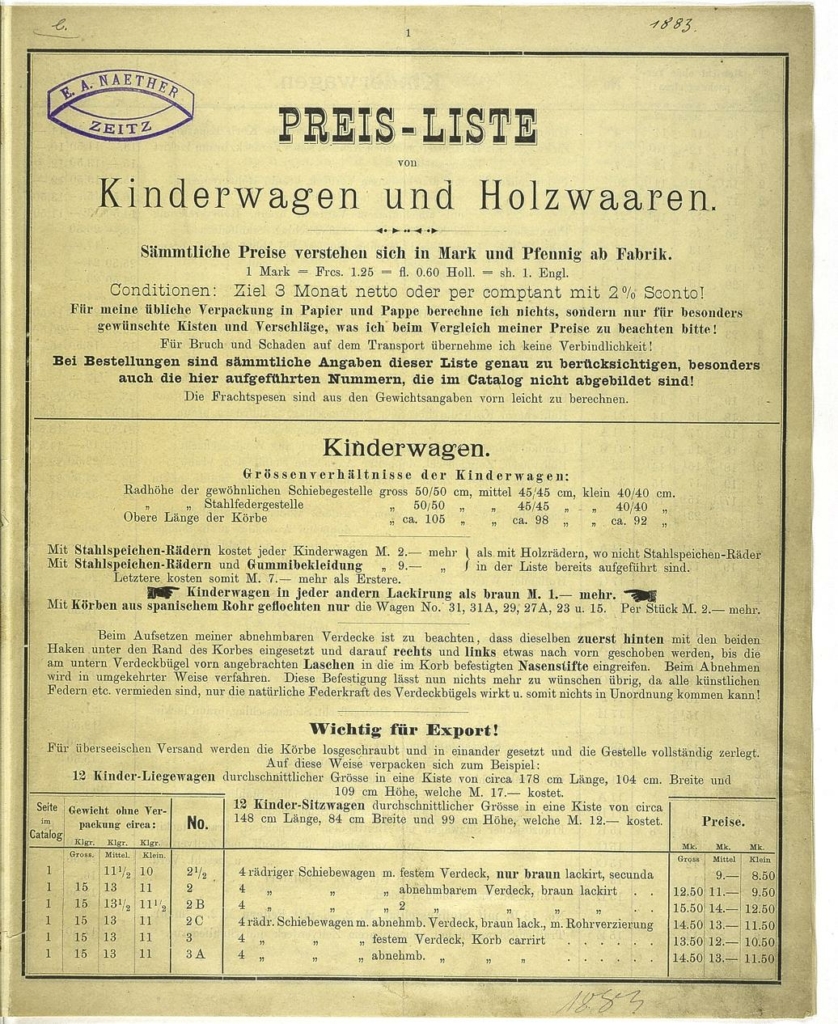 C.
1883.
1
E. A. NAETHER
ZEITZ
PREIS-LISTE
von
Kinderwagen und Holzwaaren.
Sämmtliche Preise verstehen sich in Mark und Pfennig ab Fabrik.
1 Mark = Frcs. 1.25 = fl. 0.60 Holl. = sh. 1. Engl.
Conditionen: Ziel 3 Monat netto oder per comptant mit 2% Sconto!
Für meine übliche Verpackung in Papier und Pappe berechne ich nichts, sondern nur für besonders
gewünschte Kisten und Verschläge, was ich beim Vergleich meiner Preise zu beachten bitte!
Für Bruch und Schaden auf dem Transport übernehme ich keine Verbindlichkeit!
Bei Bestellungen sind sämmtliche Angaben dieser Liste genau zu berücksichtigen, besonders
auch die hier aufgeführten Nummern, die im Catalog nicht abgebildet sind!
Die Frachtspesen sind aus den Gewichtsangaben vorn leicht zu berechnen.
Kinderwagen.
Grössenverhältnisse der Kinderwagen:
Radhöhe der gewöhnlichen Schiebegestelle gross 50/50 cm, mittel 45/45 cm, klein 40/40 cm.
„ „ Stahlfedergestelle „ 50/50 „ „ 45/45 „ „ 40/40 „
Obere Länge der Körbe „ ca. 105 „ „ ca. 98 „ „ ca. 92 „
Mit Stahlspeichen-Rädern kostet jeder Kinderwagen M. 2.— mehr } als mit Holzrädern, wo nicht Stahlspeichen-Räder
Mit Stahlspeichen-Rädern und Gummibekleidung „ 9.— „ } in der Liste bereits aufgeführt sind.
Letztere kosten somit M. 7.— mehr als Erstere.
Kinderwagen in jeder andern Lackirung als braun M. 1.— mehr.
Mit Körben aus spanischem Rohr geflochten nur die Wagen No. 31, 31A, 29, 27A, 23 u. 15. Per Stück M. 2.— mehr.
Beim Aufsetzen meiner abnehmbaren Verdecke ist zu beachten, dass dieselben zuerst hinten mit den beiden
Haken unter den Rand des Korbes eingesetzt und darauf rechts und links etwas nach vorn geschoben werden, bis die
am untern Verdeckbügel vorn angebrachten Laschen in die im Korb befestigten Nasenstifte eingreifen. Beim Abnehmen
wird in umgekehrter Weise verfahren. Diese Befestigung lässt nun nichts mehr zu wünschen übrig, da alle künstlichen
Federn etc. vermieden sind, nur die natürliche Federkraft des Verdeckbügels wirkt u. somit nichts in Unordnung kommen kann!
Wichtig für Export!
Für überseeischen Versand werden die Körbe losgeschraubt und in einander gesetzt und die Gestelle vollständig zerlegt.
Auf diese Weise verpacken sich zum Beispiel:
12 Kinder-Liegewagen durchschnittlicher Grösse in eine Kiste von circa 178 cm Länge, 104 cm. Breite und
109 cm Höhe, welche M. 17.— kostet.
12 Kinder-Sitzwagen durchschnittlicher Grösse in eine Kiste von circa
148 cm Länge, 84 cm Breite und 99 cm Höhe, welche M. 12.— kostet.
Seite im Catalog Gewicht ohne Verpackung circa: No. Preise.
Klgr. Klgr. Klgr. Mk. Mk. Mk.
Gross. Mittel. Klein. Gross Mittel Klein
1 11 1/2 10 2 1/2 4 rädriger Schiebewagen m. festem Verdeck, nur braun lackirt, secunda 9.— 8.50
1 15 13 11 2 4 „ „ „ abnehmbarem Verdeck, braun lackirt . . 12.50 11.— 9.50
1 15 13 1/2 11 1/2 2 B 4 „ „ „ 2 „ „ „ „ . . 15.50 14.— 12.50
1 15 13 11 2 C 4 rädr. Schiebewagen m. abnehmb. Verdeck, braun lack., m. Rohrverzierung 14.50 13.— 11.50
1 15 13 11 3 4 „ „ „ festem Verdeck, Korb carrirt . . . . . . 13.50 12.— 10.50
1 15 13 11 3 A 4 „ „ „ abnehmb. „ „ „ . . . . . . 14.50 13.— 11.50
1883